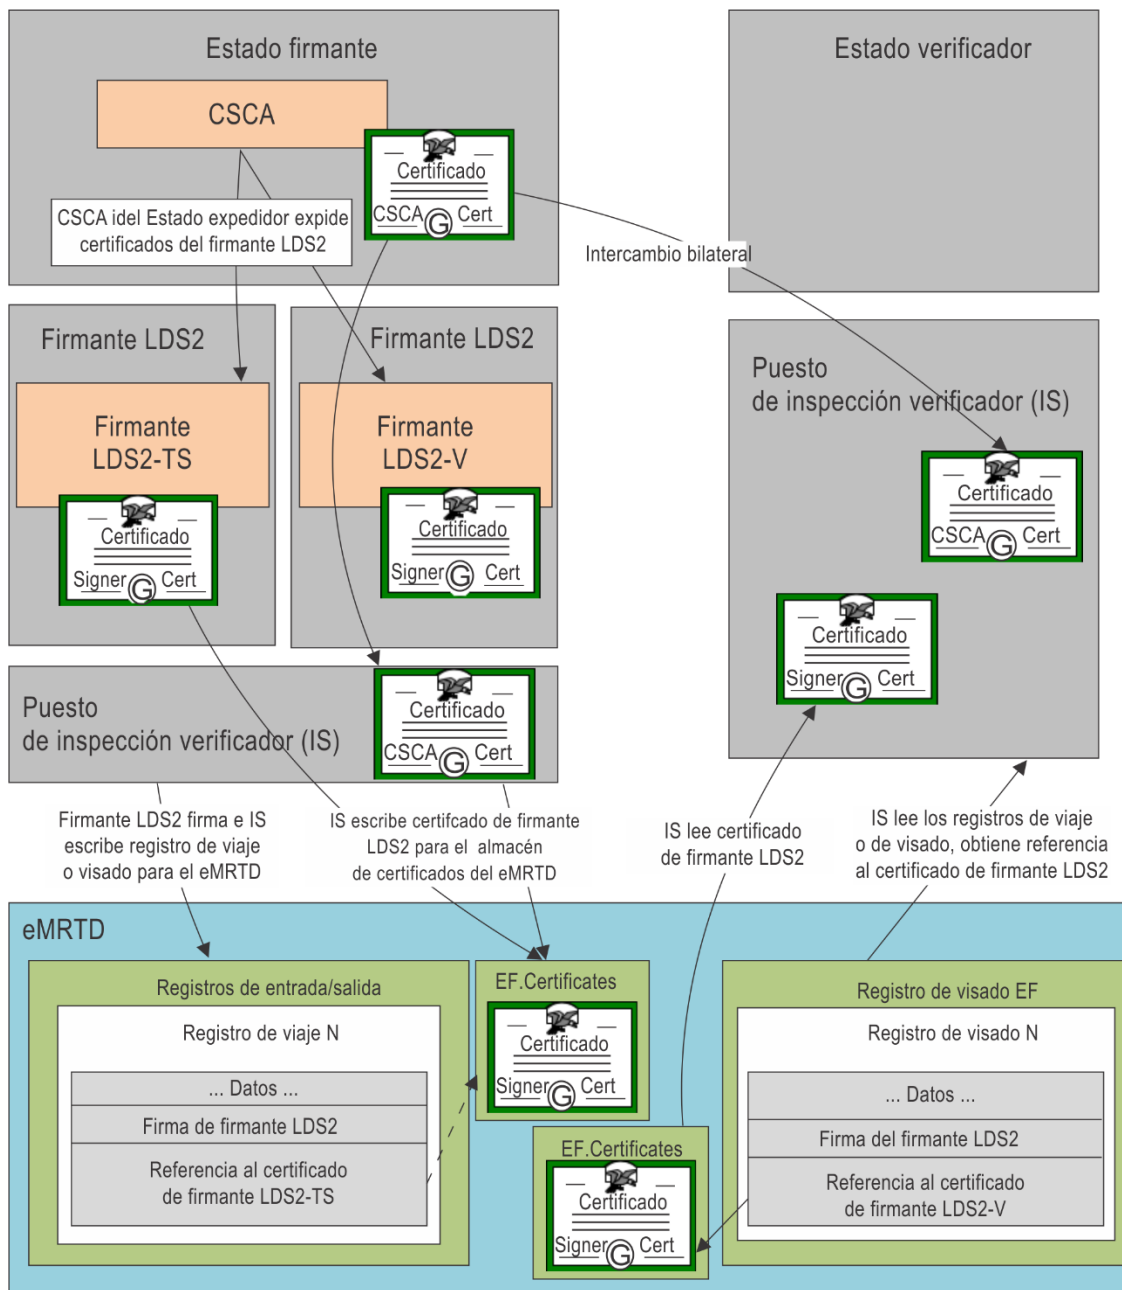 Estado firmante
Estado verificador
CSCA
Certificado
CSCA G Cert
CSCA idel Estado expedidor expide
certificados del firmante LDS2
Intercambio bilateral
Firmante LDS2
Firmante LDS2
Firmante
LDS2-TS
Firmante
LDS2-V
Certificado
Signer G Cert
Certificado
Signer G Cert
Puesto
de inspección verificador (IS)
Certificado
CSCA G Cert
Certificado
Signer G Cert
Puesto
de inspección verificador (IS)
Certificado
CSCA G Cert
Firmante LDS2 firma e IS
escribe registro de viaje
o visado para el eMRTD
IS escribe certifcado de firmante
LDS2 para el almacén
de certificados del eMRTD
IS lee certificado
de firmante LDS2
IS lee los registros de viaje
o de visado, obtiene referencia
al certificado de firmante LDS2
eMRTD
Registros de entrada/salida
Registro de viaje N
... Datos ...
Firma de firmante LDS2
Referencia al certificado
de firmante LDS2-TS
EF.Certificates
Certificado
Signer G Cert
EF.Certificates
Certificado
Signer G Cert
Registro de visado EF
Registro de visado N
... Datos ...
Firma del firmante LDS2
Referencia al certificado
de firmante LDS2-V